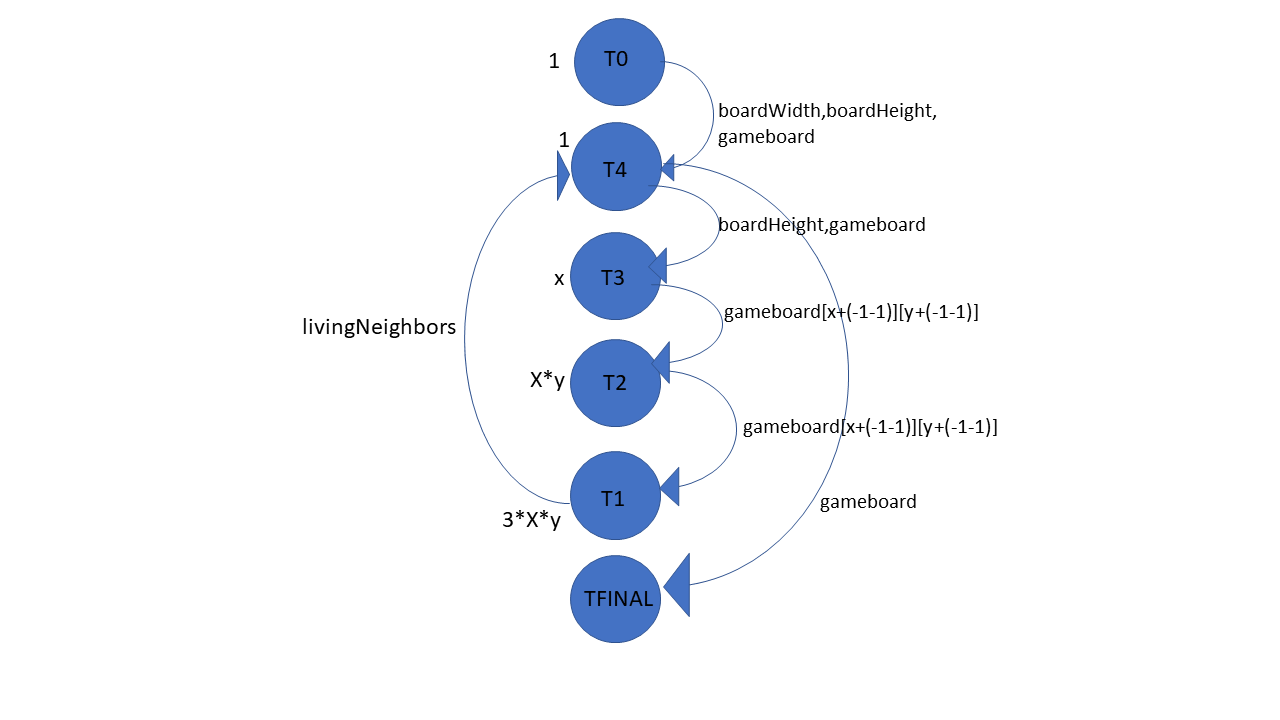 T0
1
boardWidth,boardHeight,
gameboard
1
T4
boardHeight,gameboard
x
T3
gameboard[x+(-1-1)][y+(-1-1)]
livingNeighbors
X*y
T2
gameboard[x+(-1-1)][y+(-1-1)]
T1
gameboard
3*X*y
TFINAL